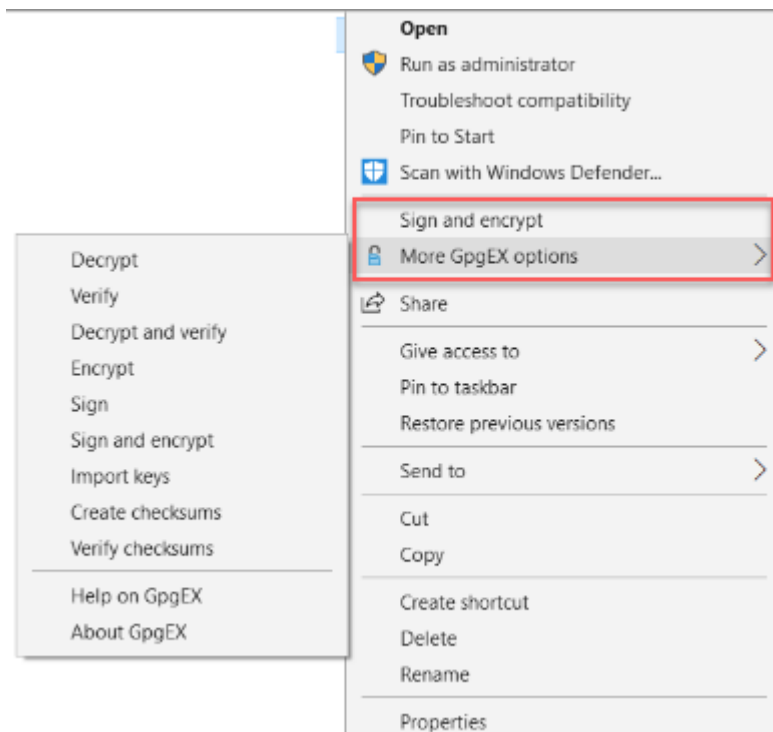 Open
Run as administrator
Troubleshoot compatibility
Pin to Start
Scan with Windows Defender...
Sign and encrypt
More GpgEX options
Share
Give access to
Pin to taskbar
Restore previous versions
Send to
Cut
Copy
Create shortcut
Delete
Rename
Properties
Decrypt
Verify
Decrypt and verify
Encrypt
Sign
Sign and encrypt
Import keys
Create checksums
Verify checksums
Help on GpgEX
About GpgEX